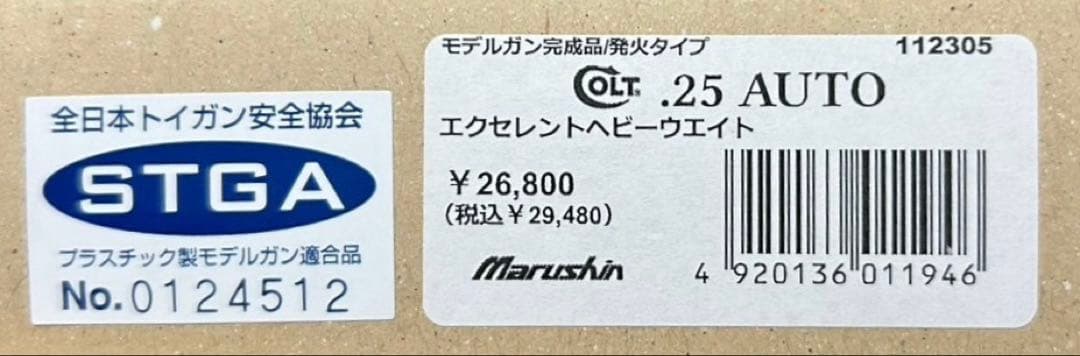 全日本トイガン安全協会
STGA
プラスチック製モデルガン適合品
No.0124512
モデルガン完成品/発火タイプ 112305
COLT .25 AUTO
エクセレントヘビーウエイト
￥26,800
(税込￥29,480)
Marushin
4 920136 011946